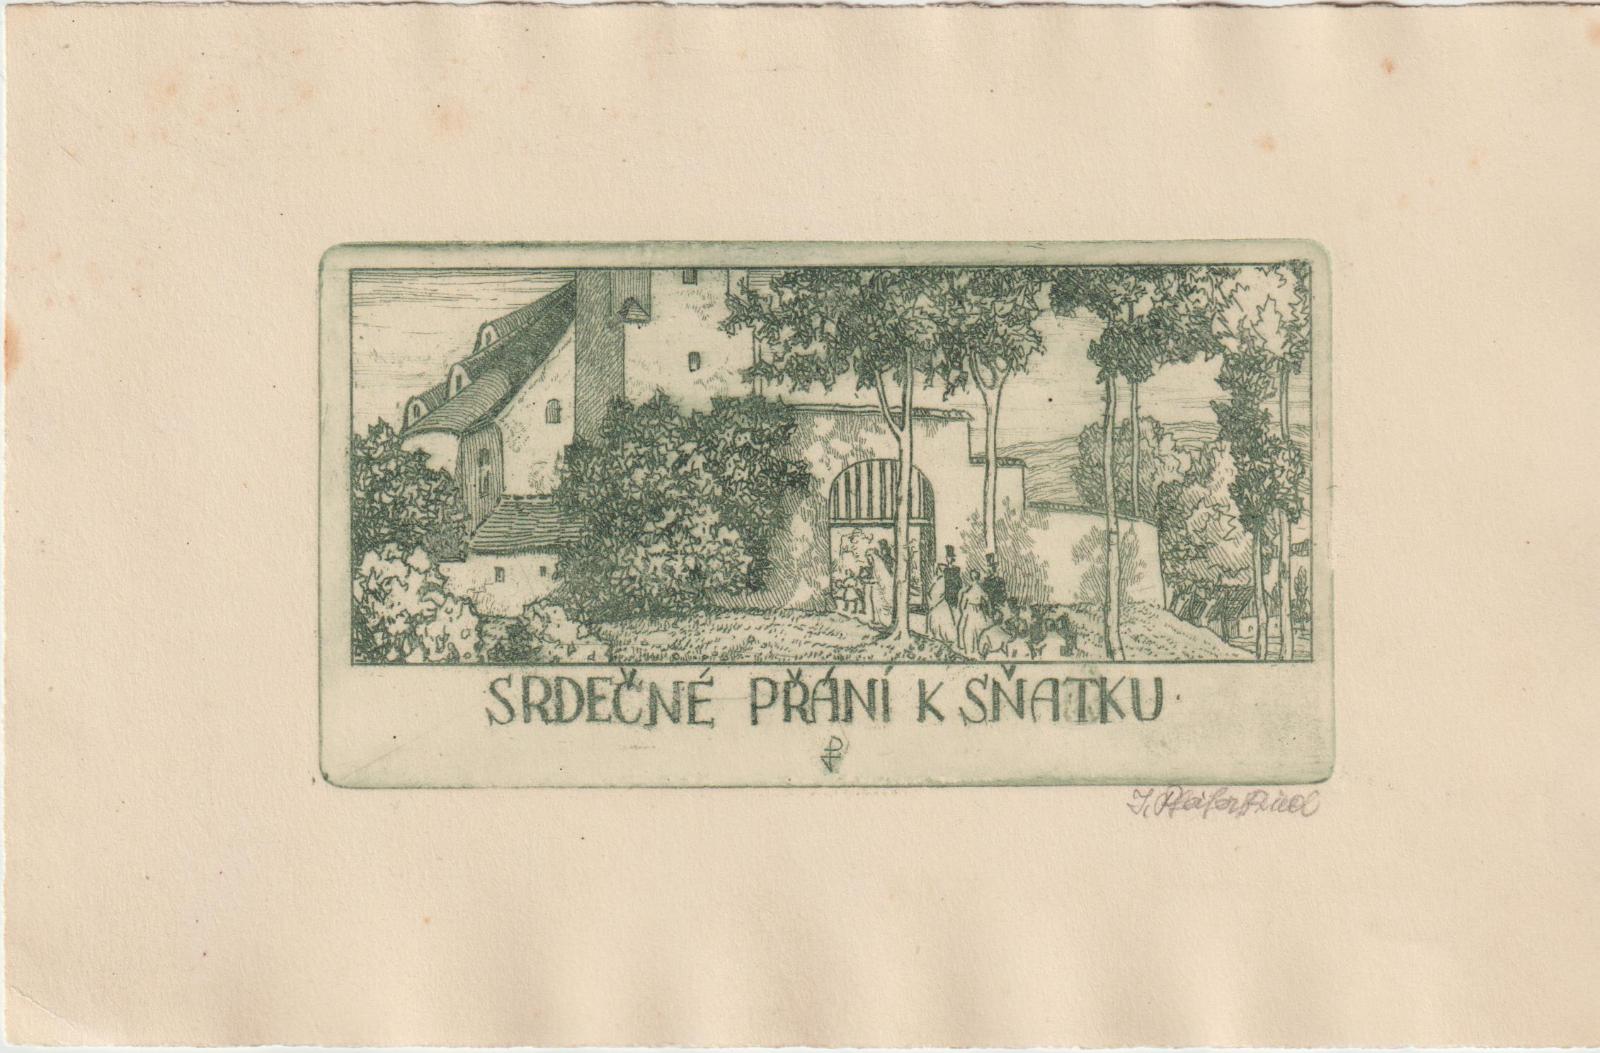 SRDEČNÉ PŘÁNÍ K SŇATKU